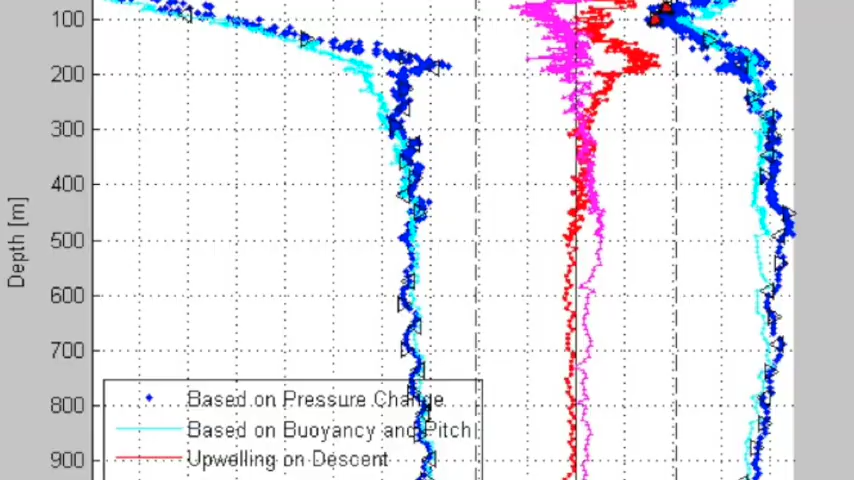 100
200
300
400
500
600
700
800
900
Depth [m]
Based on Pressure Change
Based on Buoyancy and Pitch
Upwelling on Descent